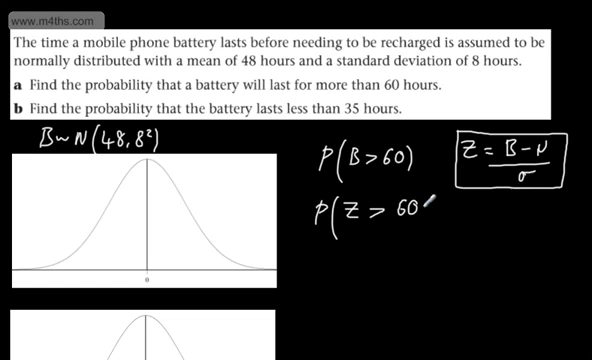 www.m4ths.com
The time a mobile phone battery lasts before needing to be recharged is assumed to be
normally distributed with a mean of 48 hours and a standard deviation of 8 hours.
a Find the probability that a battery will last for more than 60 hours.
b Find the probability that the battery lasts less than 35 hours.
B~N(48,8²)
P(B>60)
Z = B-μ/σ
P(Z > 60
0